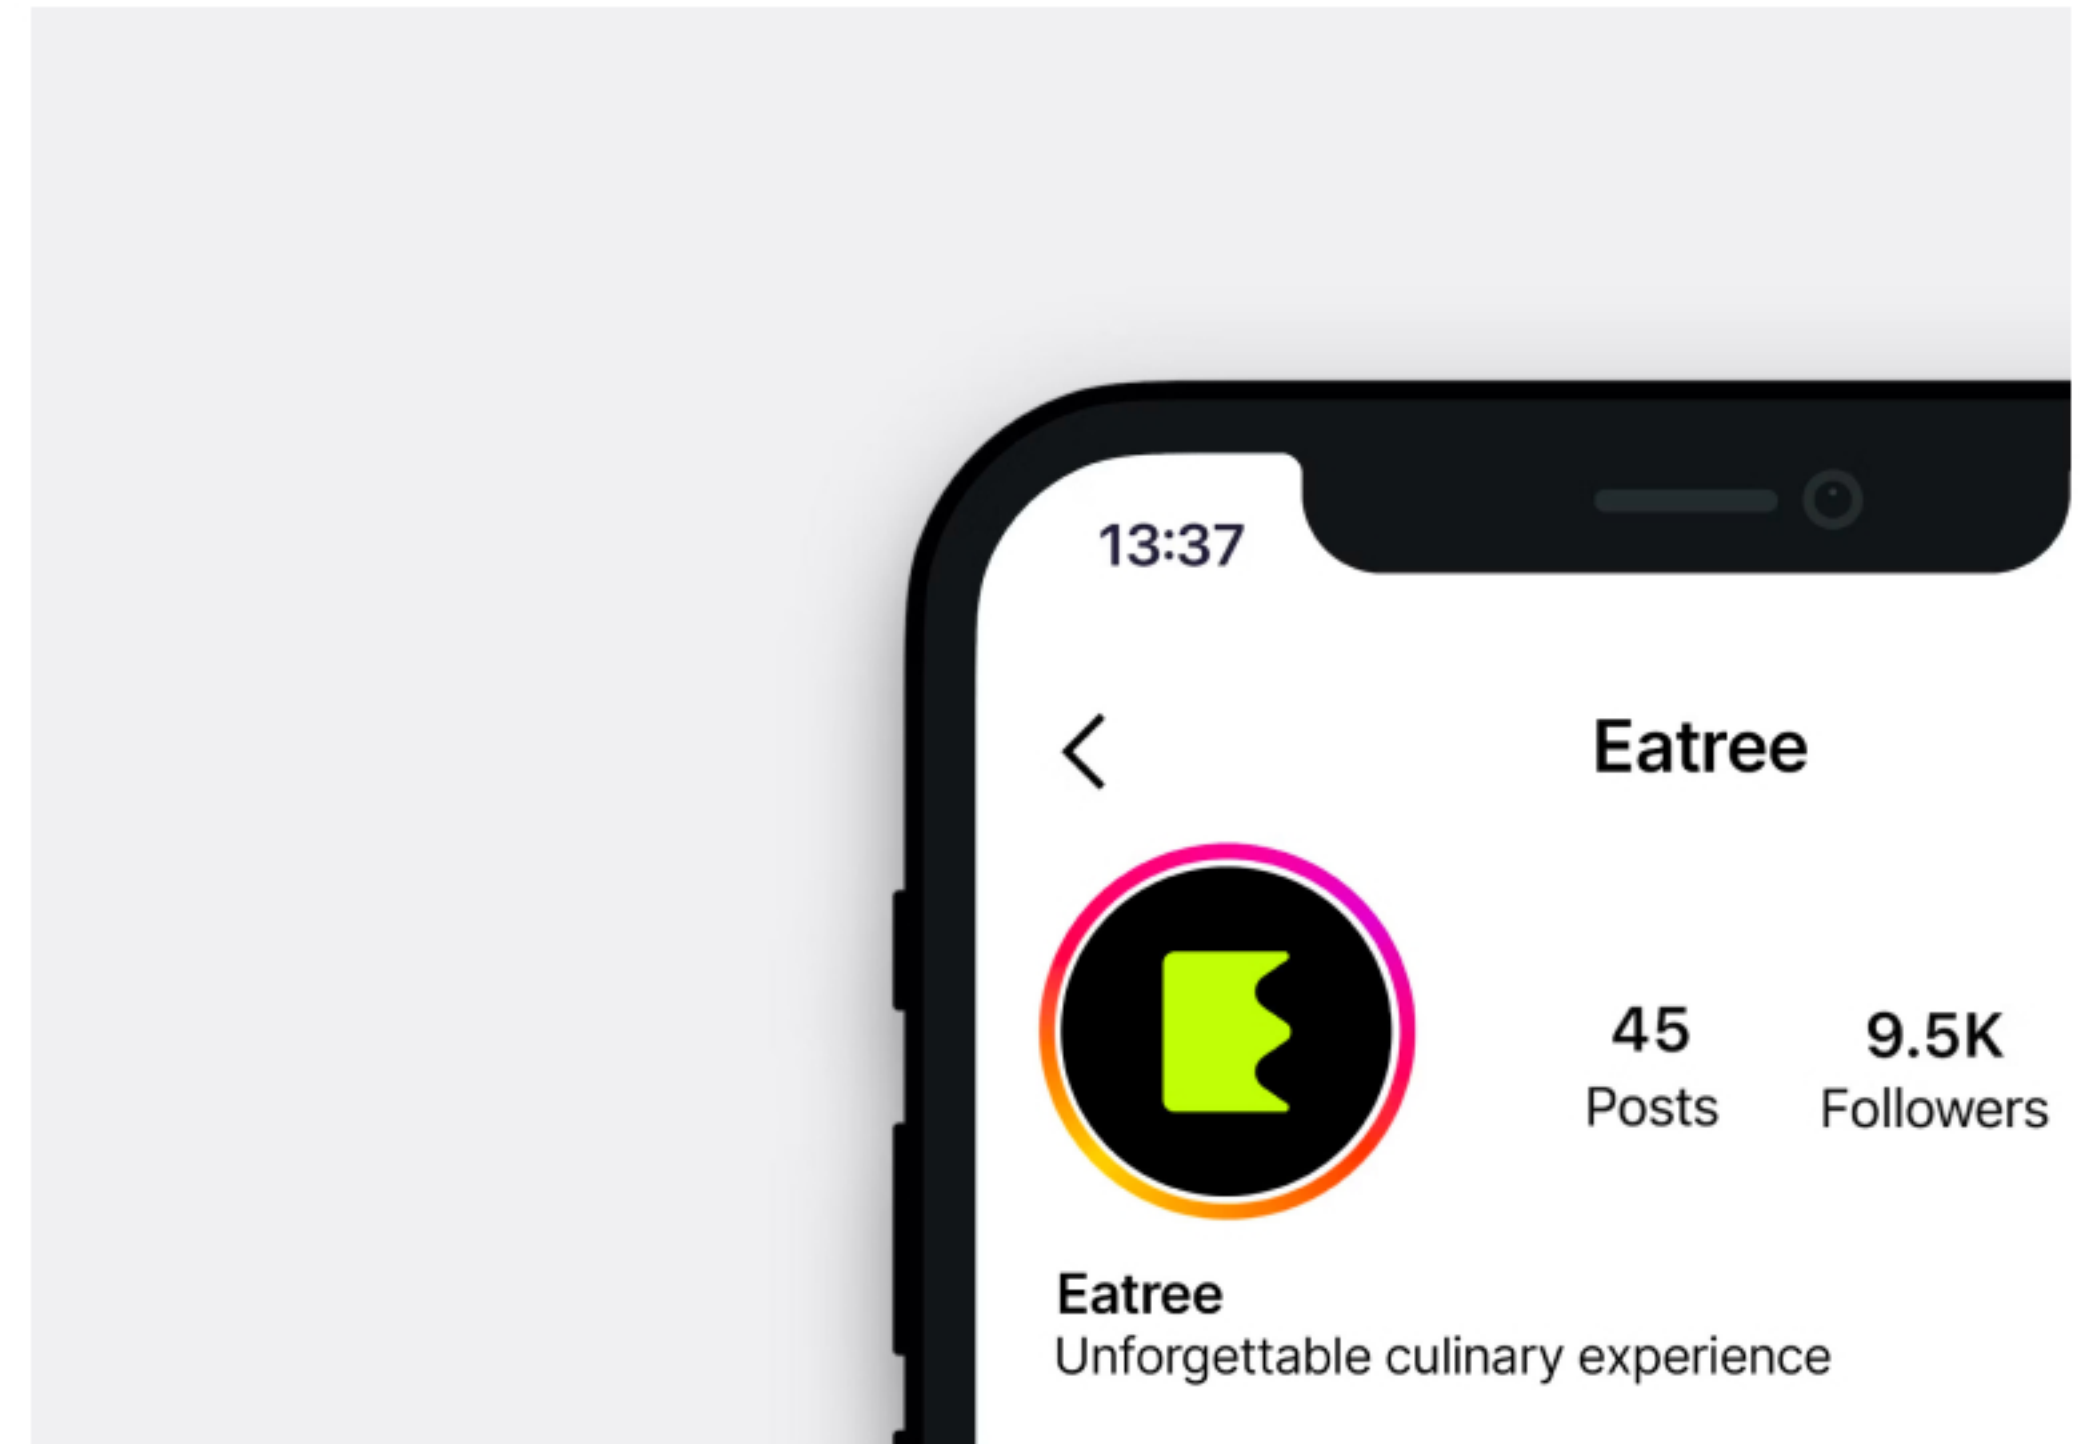 13:37
Eatree
45 9.5K
Posts Followers
Eatree
Unforgettable culinary experience